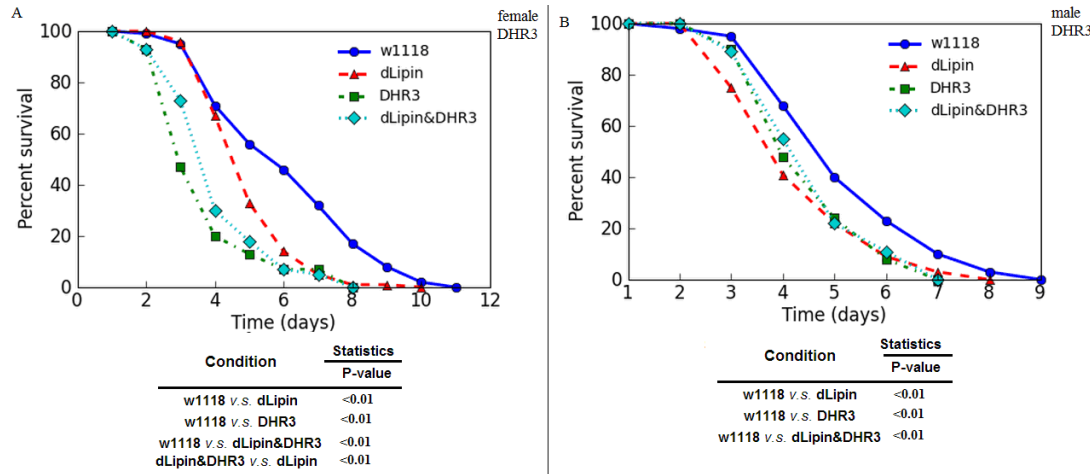 A
female
DHR3
100
80
60
40
20
0
Percent survival
w1118
dLipin
DHR3
dLipin&DHR3
0 2 4 6 8 10 12
Time (days)
Condition
Statistics
P-value
w1118 v.s. dLipin <0.01
w1118 v.s. DHR3 <0.01
w1118 v.s. dLipin&DHR3 <0.01
dLipin&DHR3 v.s. dLipin <0.01
B
male
DHR3
100
80
60
40
20
0
Percent survival
w1118
dLipin
DHR3
dLipin&DHR3
1 2 3 4 5 6 7 8 9
Time (days)
Condition
Statistics
P-value
w1118 v.s. dLipin <0.01
w1118 v.s. DHR3 <0.01
w1118 v.s. dLipin&DHR3 <0.01